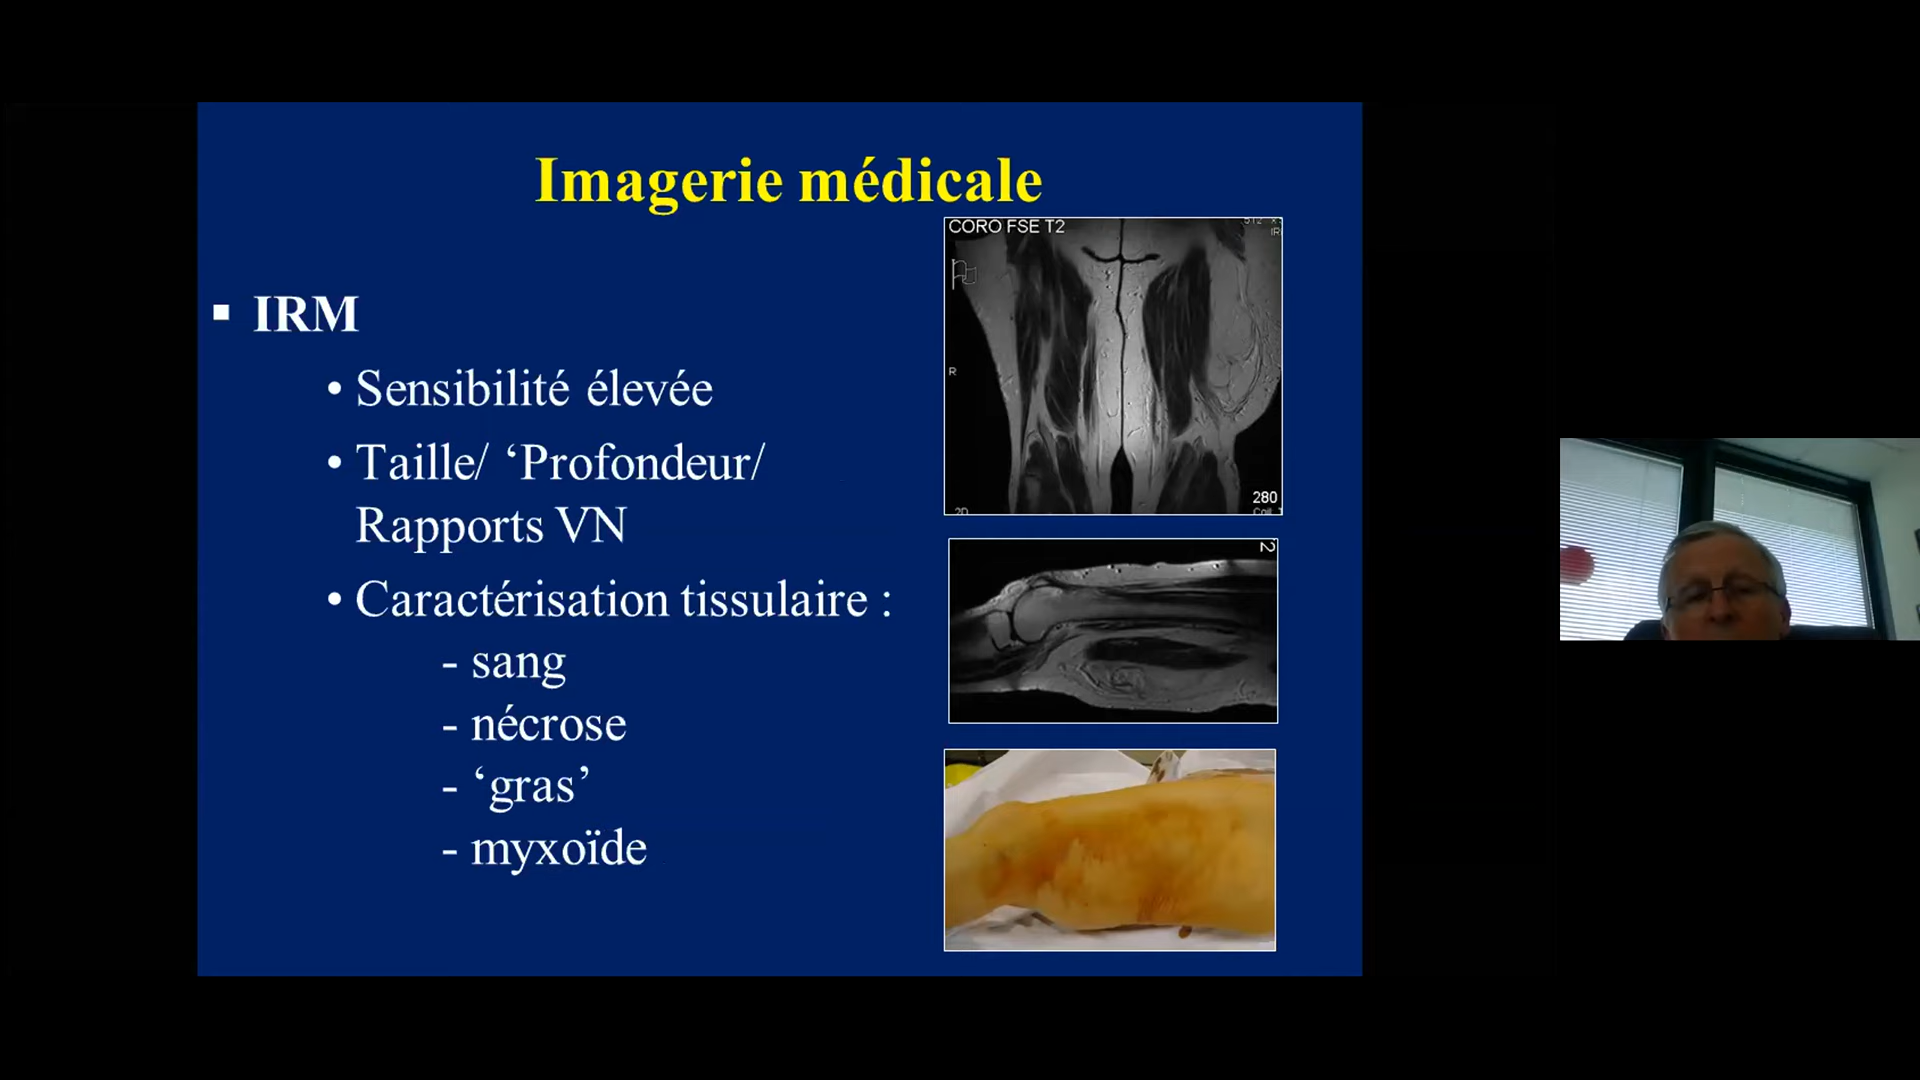 Imagerie médicale
▪ IRM
• Sensibilité élevée
• Taille/ ‘Profondeur/
Rapports VN
• Caractérisation tissulaire :
- sang
- nécrose
- ‘gras’
- myxoïde
CORO FSE T2
R
280
2